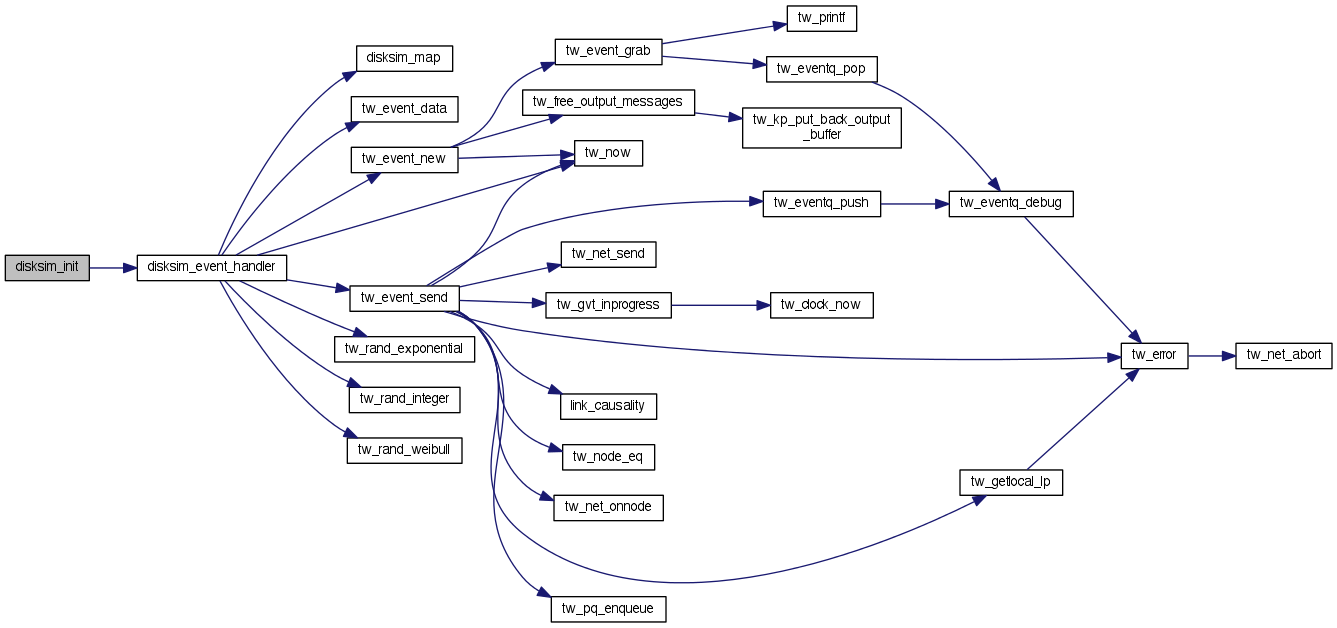 tw_printf
tw_event_grab
disksim_map
tw_eventq_pop
tw_free_output_messages
tw_event_data
tw_kp_put_back_output
_buffer
tw_now
tw_event_new
tw_eventq_push
tw_eventq_debug
tw_net_send
disksim_init
disksim_event_handler
tw_event_send
tw_gvt_inprogress
tw_clock_now
tw_rand_exponential
tw_error
tw_net_abort
tw_rand_integer
link_causality
tw_rand_weibull
tw_node_eq
tw_getlocal_lp
tw_net_onnode
tw_pq_enqueue